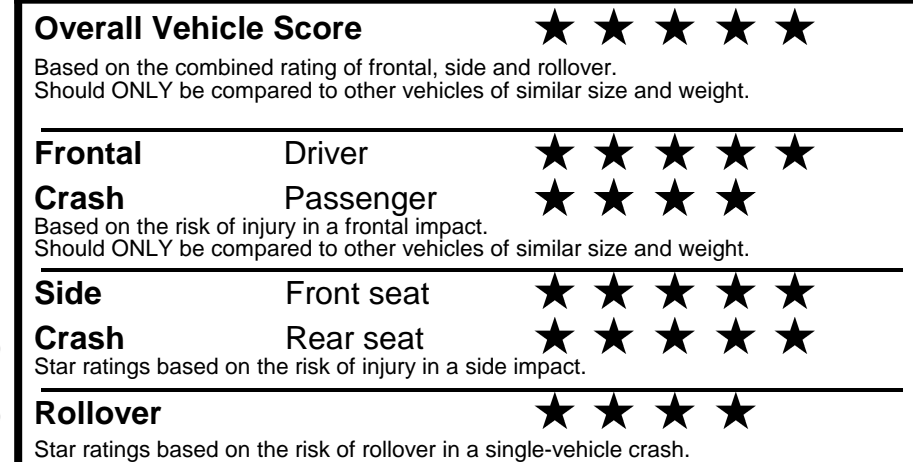 Overall Vehicle Score ★ ★ ★ ★ ★
Based on the combined rating of frontal, side and rollover.
Should ONLY be compared to other vehicles of similar size and weight.
Frontal Driver ★ ★ ★ ★ ★
Crash Passenger ★ ★ ★ ★
Based on the risk of injury in a frontal impact.
Should ONLY be compared to other vehicles of similar size and weight.
Side Front seat ★ ★ ★ ★ ★
Crash Rear seat ★ ★ ★ ★ ★
Star ratings based on the risk of injury in a side impact.
Rollover ★ ★ ★ ★
Star ratings based on the risk of rollover in a single-vehicle crash.